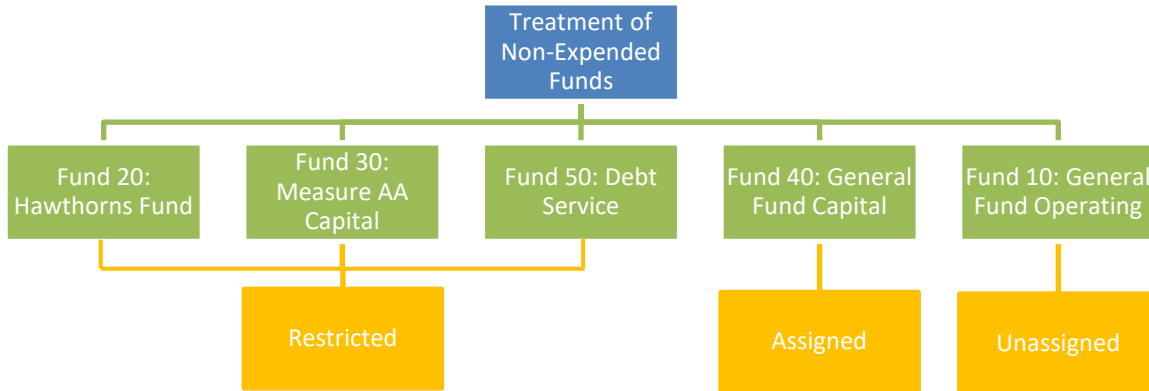 Treatment of
Non-Expended
Funds
Fund 20:
Hawthorns Fund
Fund 30:
Measure AA
Capital
Fund 50: Debt
Service
Fund 40: General
Fund Capital
Fund 10: General
Fund Operating
Restricted
Assigned
Unassigned